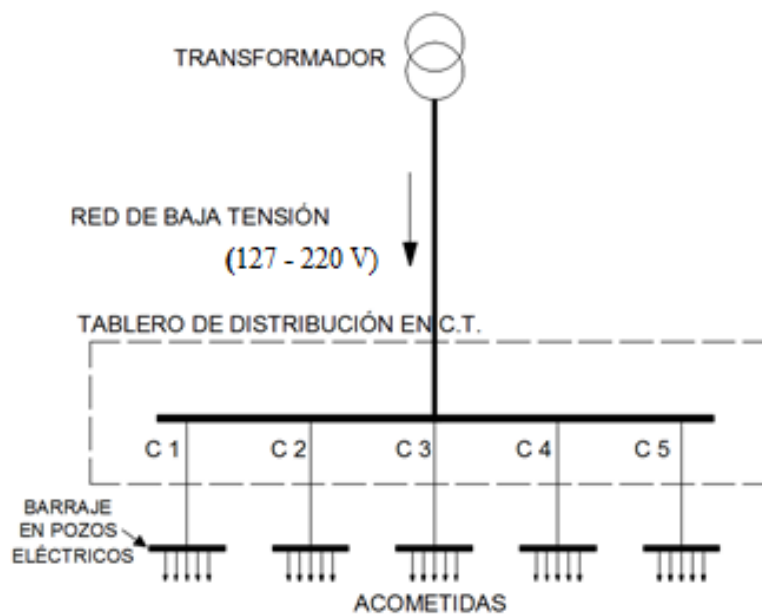 TRANSFORMADOR
RED DE BAJA TENSIÓN
(127 - 220 V)
TABLERO DE DISTRIBUCIÓN EN C.T.
C 1 C 2 C 3 C 4 C 5
BARRAJE
EN POZOS
ELÉCTRICOS
ACOMETIDAS